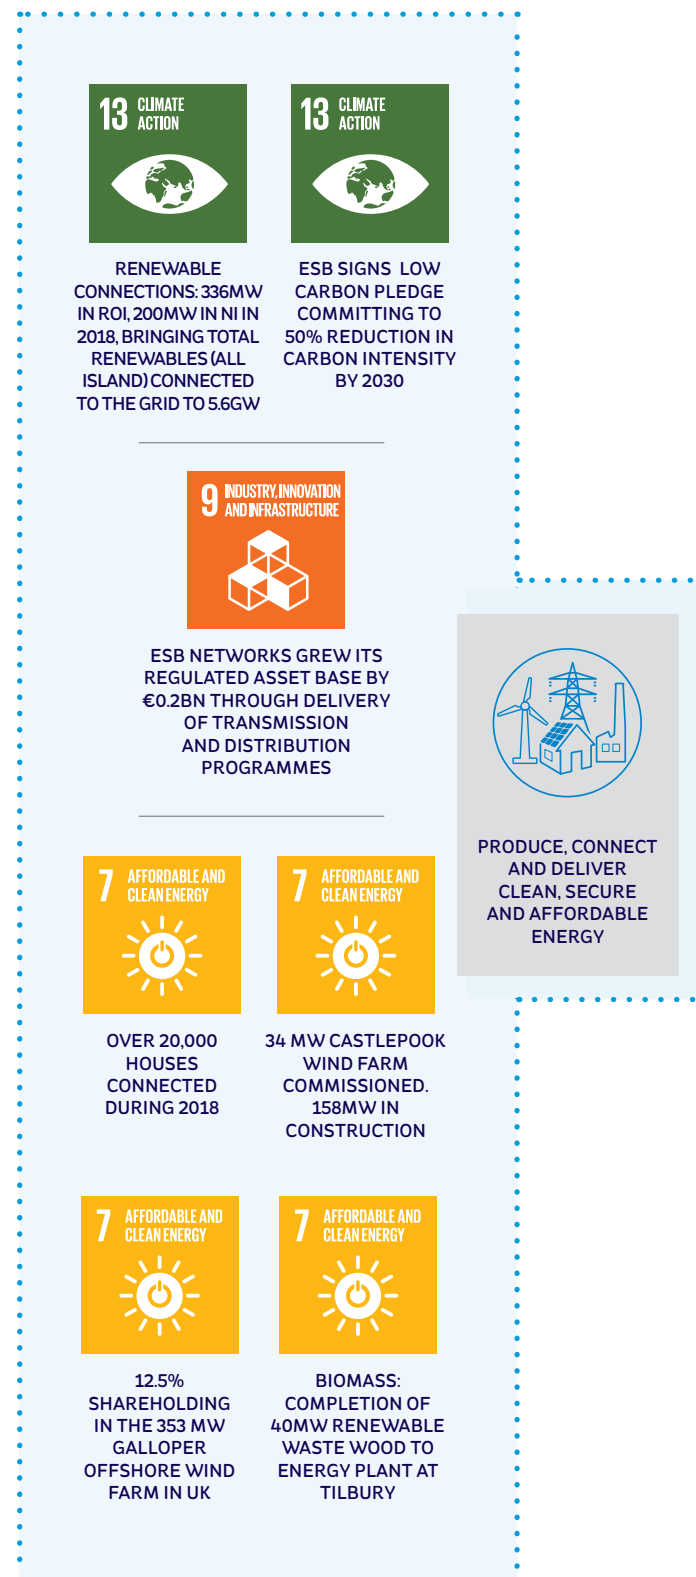 13 CLIMATE
ACTION
RENEWABLE
CONNECTIONS: 336MW
IN ROI, 200MW IN NI IN
2018, BRINGING TOTAL
RENEWABLES (ALL
ISLAND) CONNECTED
TO THE GRID TO 5.6GW
13 CLIMATE
ACTION
ESB SIGNS LOW
CARBON PLEDGE
COMMITTING TO
50% REDUCTION IN
CARBON INTENSITY
BY 2030
9 INDUSTRY, INNOVATION
AND INFRASTRUCTURE
ESB NETWORKS GREW ITS
REGULATED ASSET BASE BY
€0.2BN THROUGH DELIVERY
OF TRANSMISSION
AND DISTRIBUTION
PROGRAMMES
PRODUCE, CONNECT
AND DELIVER
CLEAN, SECURE
AND AFFORDABLE
ENERGY
7 AFFORDABLE AND
CLEAN ENERGY
OVER 20,000
HOUSES
CONNECTED
DURING 2018
7 AFFORDABLE AND
CLEAN ENERGY
34 MW CASTLEPOOK
WIND FARM
COMMISSIONED.
158MW IN
CONSTRUCTION
7 AFFORDABLE AND
CLEAN ENERGY
12.5%
SHAREHOLDING
IN THE 353 MW
GALLOPER
OFFSHORE WIND
FARM IN UK
7 AFFORDABLE AND
CLEAN ENERGY
BIOMASS:
COMPLETION OF
40MW RENEWABLE
WASTE WOOD TO
ENERGY PLANT AT
TILBURY